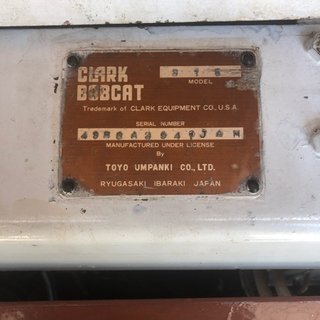 CLARK
BOBCAT
MODEL
Trademark of CLARK EQUIPMENT CO., U.S.A.
SERIAL NUMBER
MANUFACTURED UNDER LICENSE
By
TOYO UMPANKI CO., LTD.
RYUGASAKI IBARAKI JAPAN